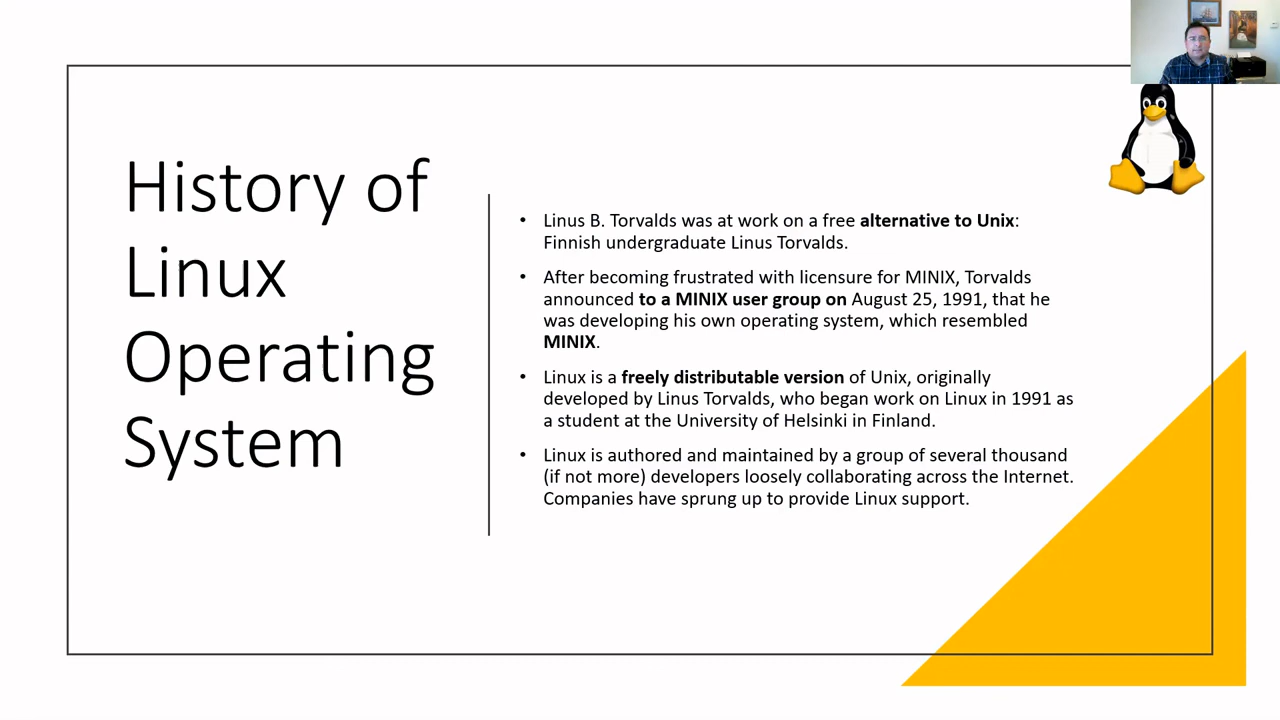 History of
Linux
Operating
System
• Linus B. Torvalds was at work on a free alternative to Unix:
Finnish undergraduate Linus Torvalds.
• After becoming frustrated with licensure for MINIX, Torvalds
announced to a MINIX user group on August 25, 1991, that he
was developing his own operating system, which resembled
MINIX.
• Linux is a freely distributable version of Unix, originally
developed by Linus Torvalds, who began work on Linux in 1991 as
a student at the University of Helsinki in Finland.
• Linux is authored and maintained by a group of several thousand
(if not more) developers loosely collaborating across the Internet.
Companies have sprung up to provide Linux support.